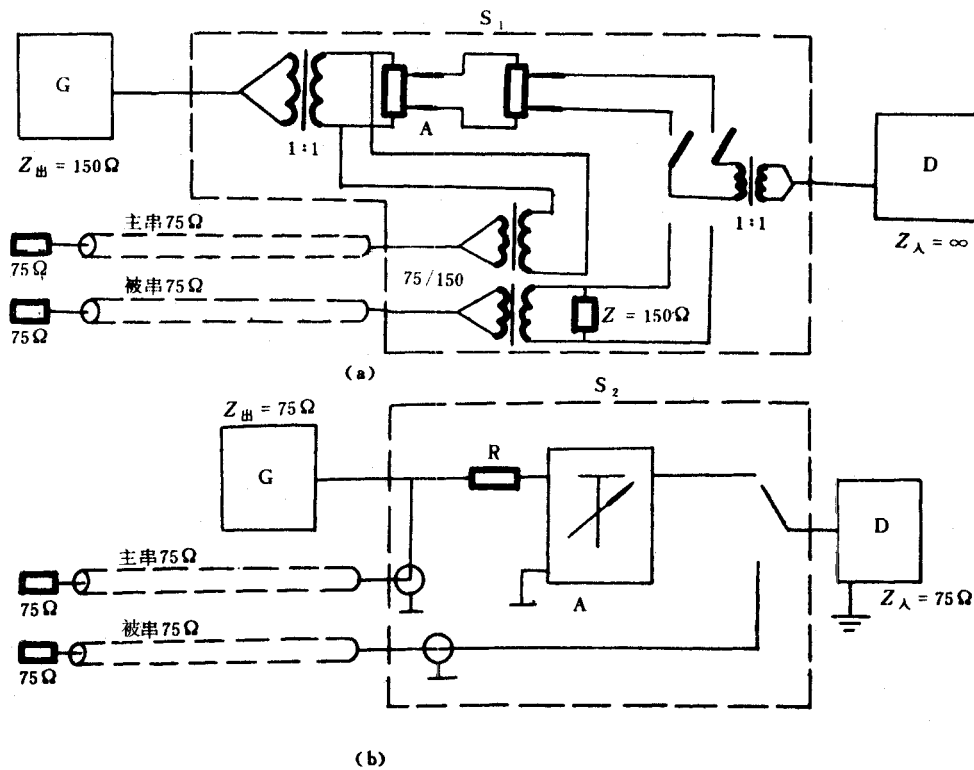 S₁
G
A
1:1
Z出 = 150Ω
D
1:1
Z入 = ∞
主串75Ω
75Ω
75/150
被串75Ω
Z = 150Ω
75Ω
(a)
S₂
Z出 = 75Ω
R
G
D
主串75Ω
A
Z入 = 75Ω
75Ω
被串75Ω
75Ω
(b)